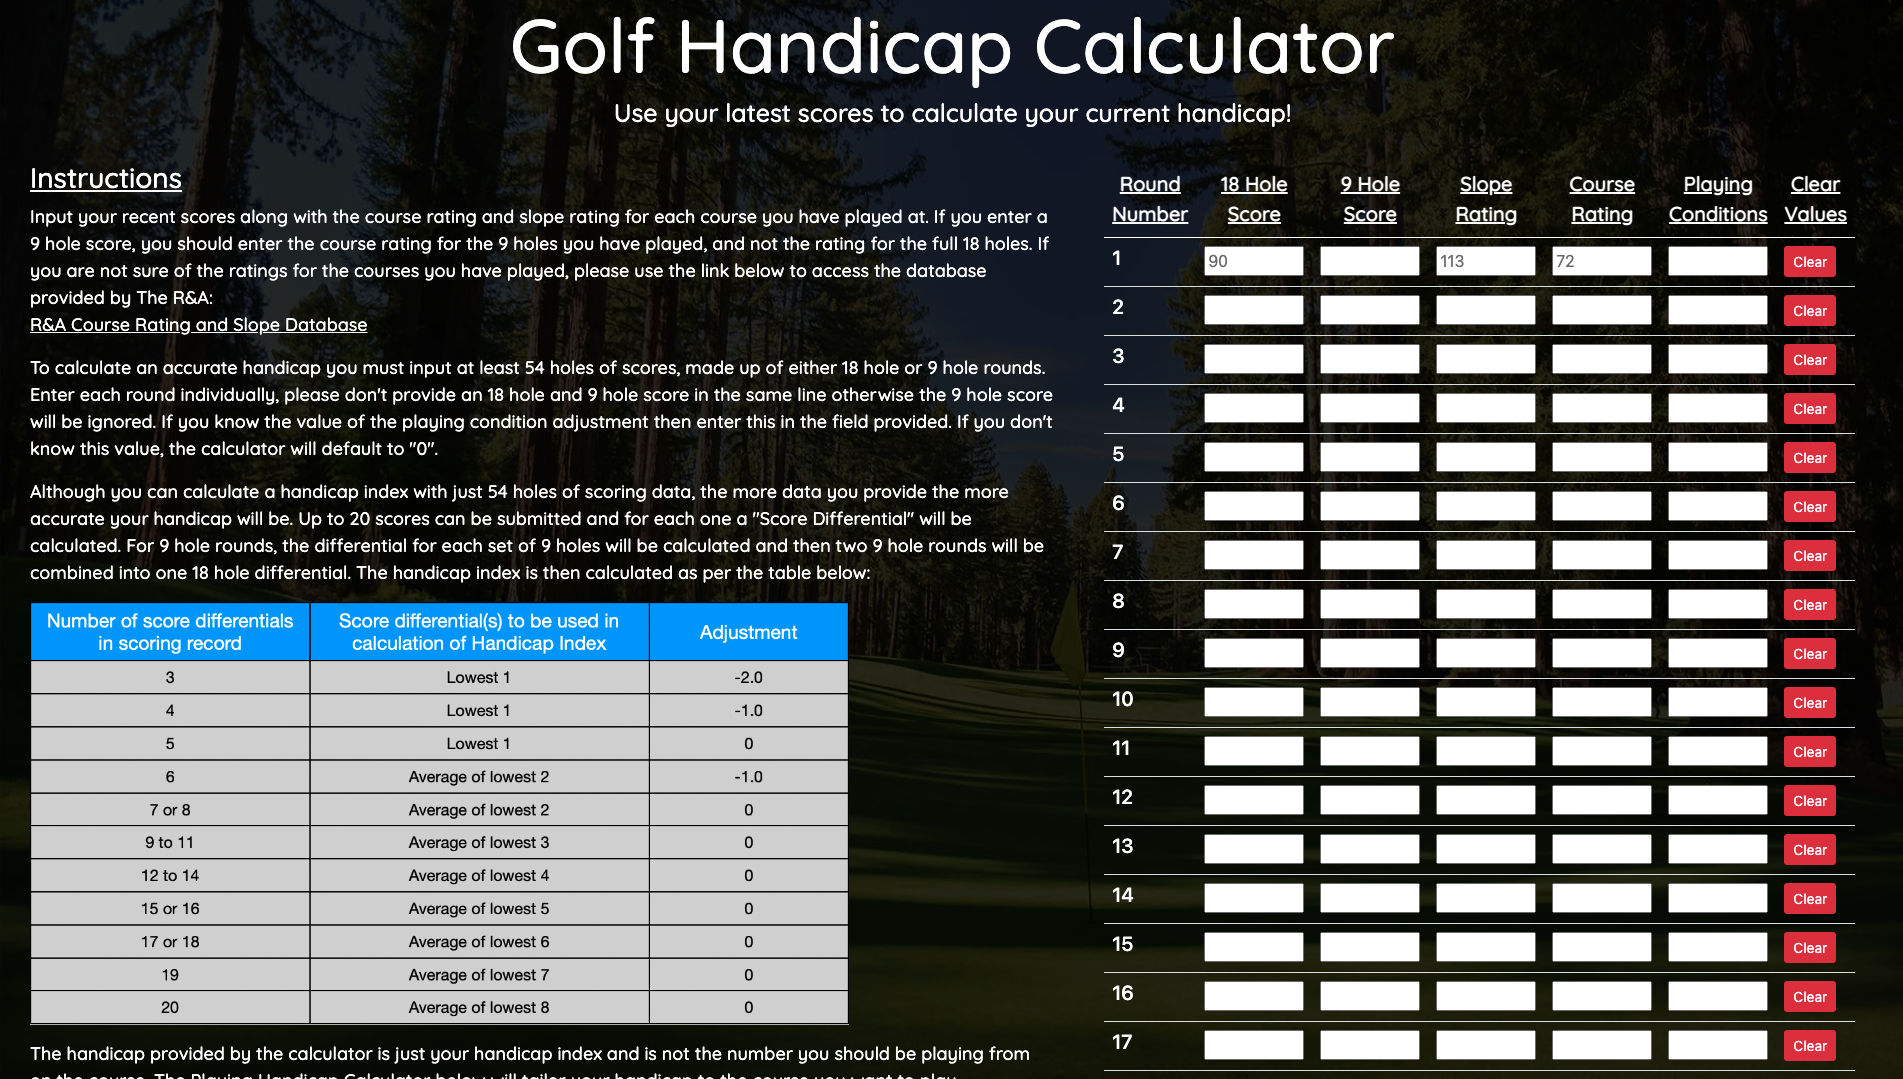 Golf Handicap Calculator
Use your latest scores to calculate your current handicap!
Instructions
Input your recent scores along with the course rating and slope rating for each course you have played at. If you enter a
9 hole score, you should enter the course rating for the 9 holes you have played, and not the rating for the full 18 holes. If
you are not sure of the ratings for the courses you have played, please use the link below to access the database
provided by The R&A:
R&A Course Rating and Slope Database
To calculate an accurate handicap you must input at least 54 holes of scores, made up of either 18 hole or 9 hole rounds.
Enter each round individually, please don't provide an 18 hole and 9 hole score in the same line otherwise the 9 hole score
will be ignored. If you know the value of the playing condition adjustment then enter this in the field provided. If you don't
know this value, the calculator will default to "0".
Although you can calculate a handicap index with just 54 holes of scoring data, the more data you provide the more
accurate your handicap will be. Up to 20 scores can be submitted and for each one a "Score Differential" will be
calculated. For 9 hole rounds, the differential for each set of 9 holes will be calculated and then two 9 hole rounds will be
combined into one 18 hole differential. The handicap index is then calculated as per the table below:
Number of score differentials in scoring record Score differential(s) to be used in calculation of Handicap Index Adjustment
3 Lowest 1 -2.0
4 Lowest 1 -1.0
5 Lowest 1 0
6 Average of lowest 2 -1.0
7 or 8 Average of lowest 2 0
9 to 11 Average of lowest 3 0
12 to 14 Average of lowest 4 0
15 or 16 Average of lowest 5 0
17 or 18 Average of lowest 6 0
19 Average of lowest 7 0
20 Average of lowest 8 0
The handicap provided by the calculator is just your handicap index and is not the number you should be playing from
on the course. The Playing Handicap Calculator below will tailor your handicap to the course you want to play.
Round Number 18 Hole Score 9 Hole Score Slope Rating Course Rating Playing Conditions Clear Values
1 90 113 72 Clear
2 Clear
3 Clear
4 Clear
5 Clear
6 Clear
7 Clear
8 Clear
9 Clear
10 Clear
11 Clear
12 Clear
13 Clear
14 Clear
15 Clear
16 Clear
17 Clear